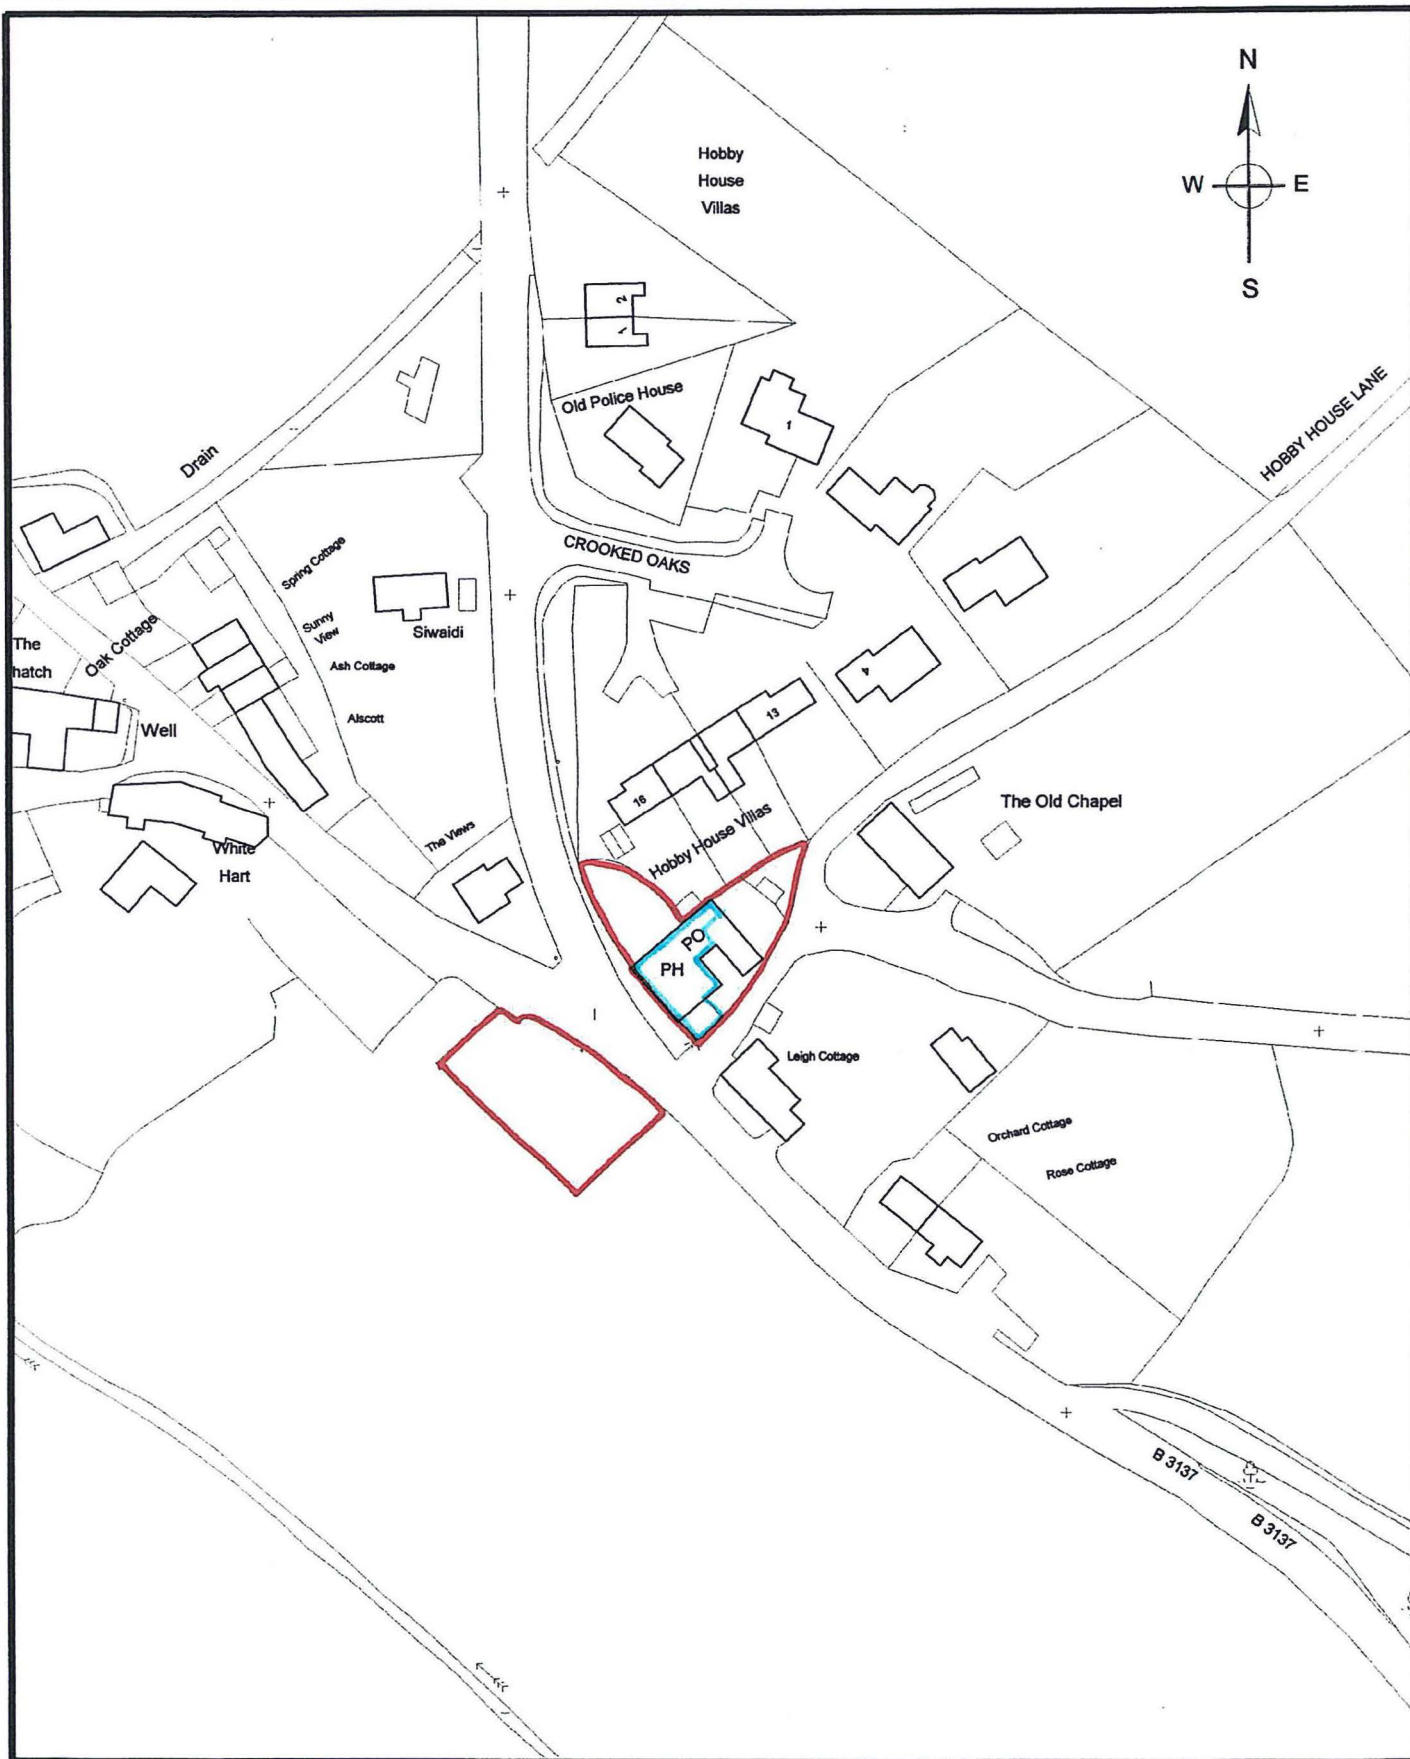 N
W E
S
Hobby
House
Villas
2
1
Old Police House
1
HOBBY HOUSE LANE
Drain
CROOKED OAKS
Spring Cottage
Sunny
View
Siwaidi
The
hatch
Oak Cottage
Ash Cottage
Alscott
4
13
16
Well
The Old Chapel
White
Hart
The Views
Hobby House Villas
PO
PH
Leigh Cottage
Orchard Cottage
Rose Cottage
B 3137
B 3137